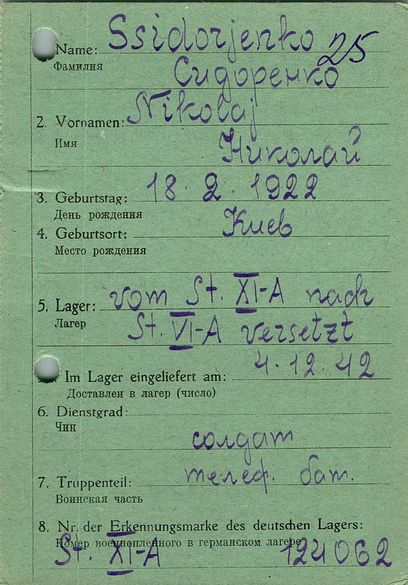 Name: Ssidorjenko 25
Фамилия Сидоренко
2. Vornamen: Nikolaj
Имя Николай
3. Geburtstag: 18.2.1922
День рождения
4. Geburtsort: Киев
Место рождения
5. Lager: vom St. XI-A nach
Лагер St. VI-A versetzt
Im Lager eingeliefert am: 4.12.42
Доставлен в лагер (число)
6. Dienstgrad:
Чин солдат
7. Truppenteil: телеф. бат.
Воинская часть
8. Nr. der Erkennungsmarke des deutschen Lagers:
Номер военнопленного в германском лагере
St. XI-A 124062